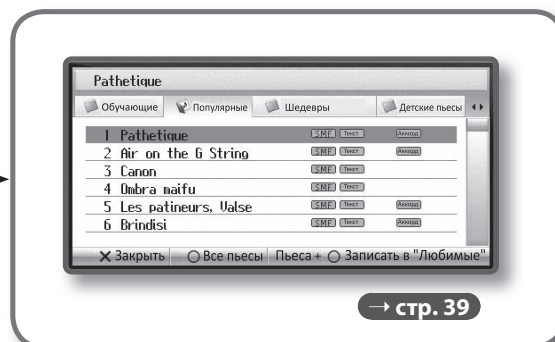 Pathetique
Обучающие Популярные Шедевры Детские пьесы
1 Pathetique SMF Текст Аккорд
2 Air on the G String SMF Текст Аккорд
3 Canon SMF Текст
4 Ombra maifu SMF Текст
5 Les patineurs, Valse SMF Текст Аккорд
6 Brindisi SMF Текст Аккорд
X Закрыть ○ Все пьесы Пьеса + ○ Записать в "Любимые"
→ стр. 39